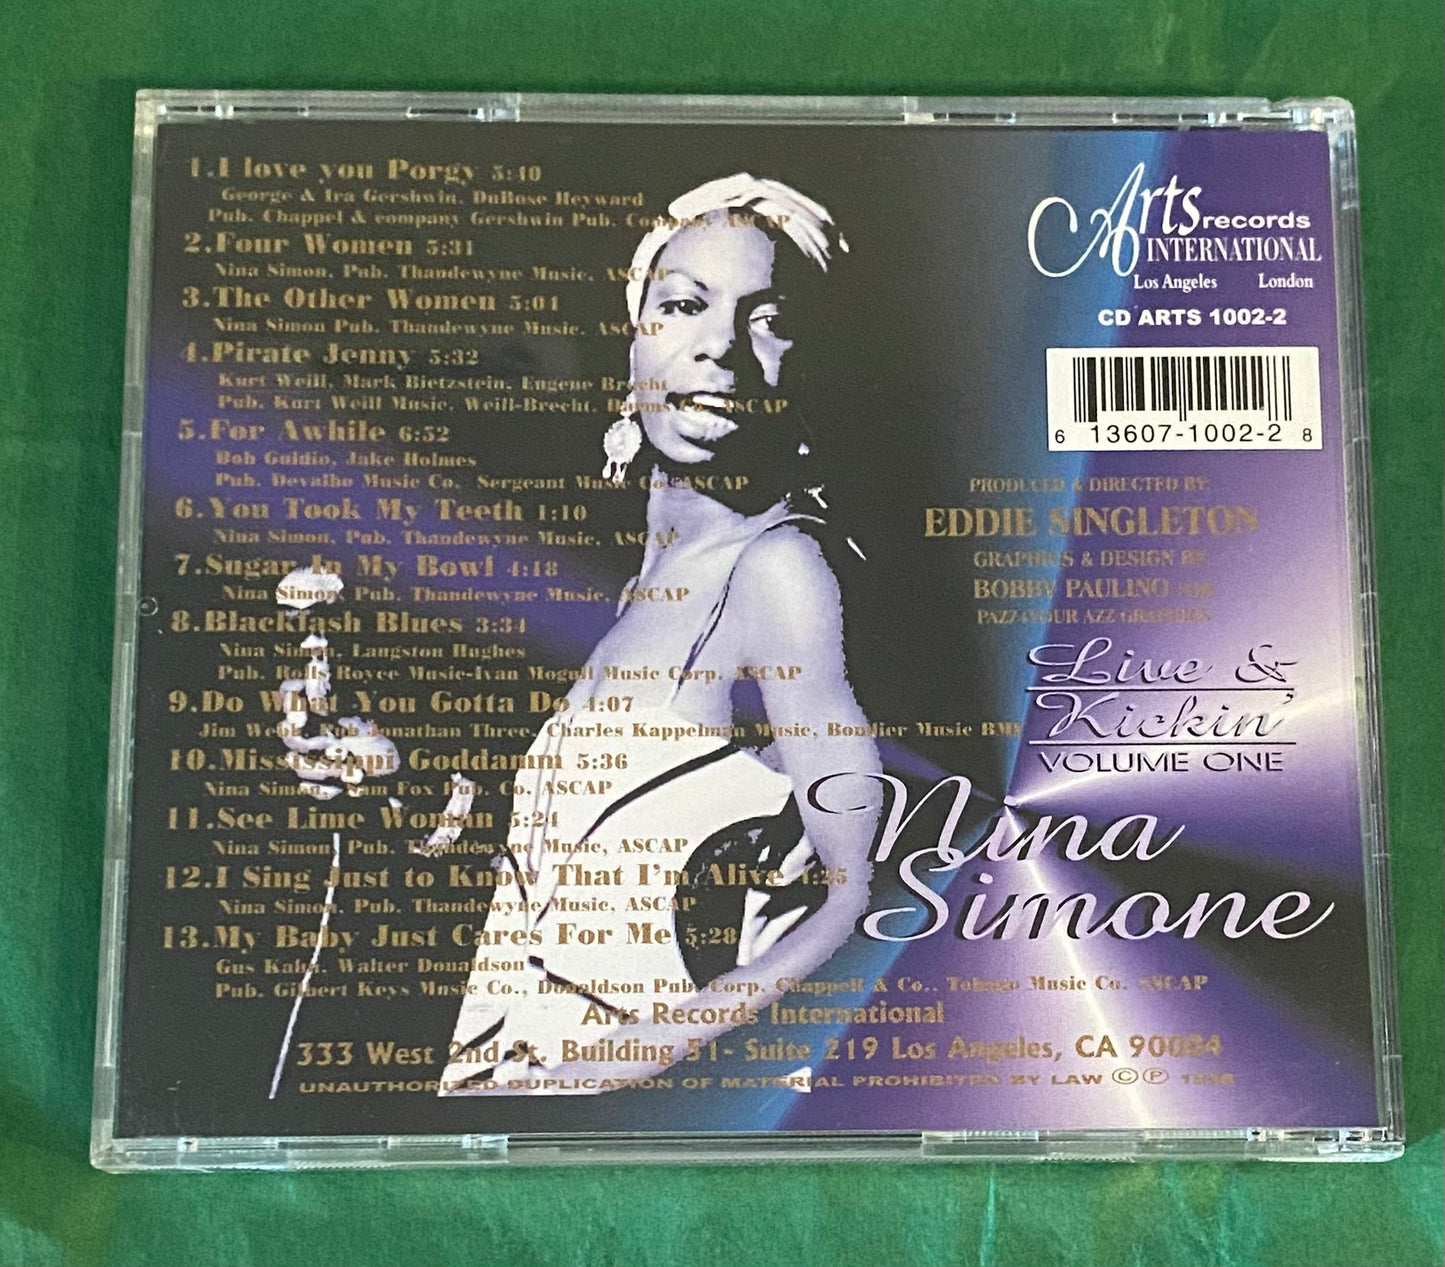 1.I love you Porgy 5:40
George & Ira Gershwin, DuBose Heyward
Pub. Chappel & company Gershwin Pub. Company ASCAP
2.Four Women 5:31
Nina Simon, Pub. Thandewyne Music, ASCAP
3.The Other Women 5:04
Nina Simon Pub. Thandewyne Music, ASCAP
4.Pirate Jenny 5:32
Kurt Weill, Mark Bietzstein, Eugene Brecht
Pub. Kurt Weill Music, Weill-Brecht, Co. ASCAP
5.For Awhile 6:52
Bob Guidio, Jake Holmes
Pub. Devalbo Music Co. Sergeant Music Co. ASCAP
6.You Took My Teeth 1:10
Nina Simon, Pub. Thandewyne Music, ASCAP
7.Sugar In My Bowl 4:18
Nina Simon, Pub. Thandewyne Music, ASCAP
8.Blacklash Blues 3:34
Nina Simon, Langston Hughes
Pub. Rolls Royce Music-Ivan Mogull Music Corp. ASCAP
9.Do What You Gotta Do 4:07
Jim Webb, Pub Jonathan Three, Charles Kappelman Music, Bondier Music BMI
10.Mississippi Goddamm 5:36
Nina Simon, Sam Fox Pub. Co. ASCAP
11.See Lime Woman 5:24
Nina Simon, Pub. Thandewyne Music, ASCAP
12.I Sing Just to Know That I'm Alive 4:25
Nina Simon, Pub. Thandewyne Music, ASCAP
13.My Baby Just Cares For Me 5:28
Gus Kahn, Walter Donaldson
Pub. Gilbert Keys Music Co., Donaldson Pub. Corp. Chappell & Co., Tobago Music Co. ASCAP
Arts Records International
333 West 2nd St. Building 51- Suite 219 Los Angeles, CA 90084
UNAUTHORIZED DUPLICATION OF MATERIAL PROHIBITED BY LAW © ℗
Arts records
INTERNATIONAL
Los Angeles London
CD ARTS 1002-2
6 13607-1002-2 8
PRODUCED & DIRECTED BY:
EDDIE SINGLETON
GRAPHICS & DESIGN BY:
BOBBY PAULINO
Live &
Kickin'
VOLUME ONE
Nina
Simone